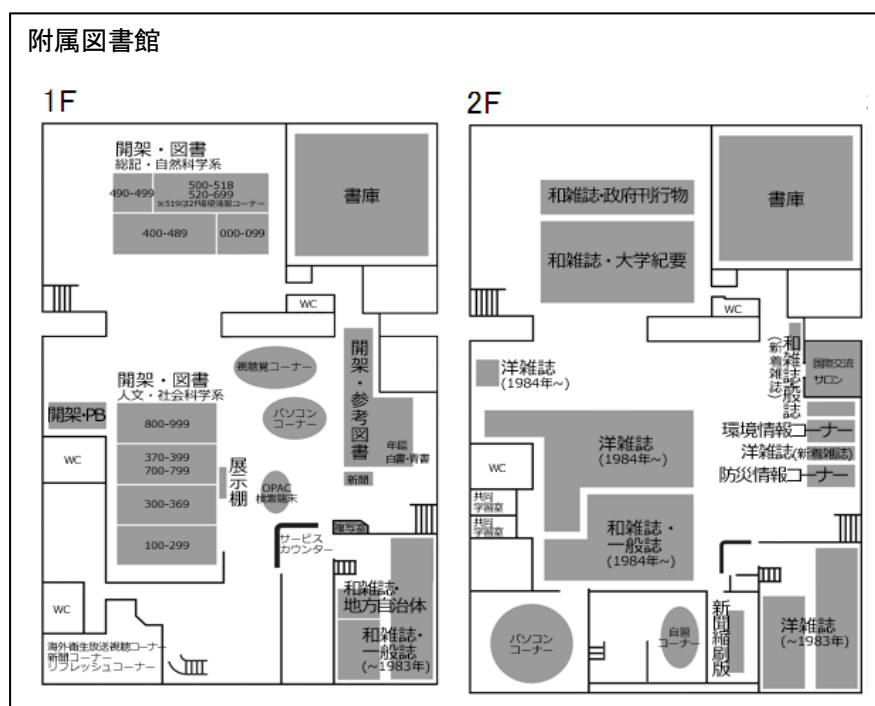 附属図書館
1F
開架・図書
総記・自然科学系
490-499
500-518
520-699
※519は2F環境情報コーナー
400-489
000-099
書庫
WC
視聴覚コーナー
開架・参考図書
開架・図書
人文・社会科学系
パソコン
コーナー
開架・PB
800-999
年鑑
白書・青書
370-399
700-799
WC
展示棚
新聞
OPAC
検索端末
300-369
複写室
サービス
カウンター
100-299
和雑誌・
地方自治体
WC
和雑誌・
一般誌
(~1983年)
海外衛生放送視聴コーナー
新聞コーナー
リフレッシュコーナー
2F
和雑誌・政府刊行物
書庫
和雑誌・大学紀要
WC
和雑誌一般誌
(新着雑誌)
国際交流
サロン
洋雑誌
(1984年~)
環境情報コーナー
洋雑誌
(1984年~)
洋雑誌(新着雑誌)
防災情報コーナー
WC
共同
学習室
共同
学習室
和雑誌・
一般誌
(1984年~)
パソコン
コーナー
自習
コーナー
新聞縮刷版
洋雑誌
(~1983年)